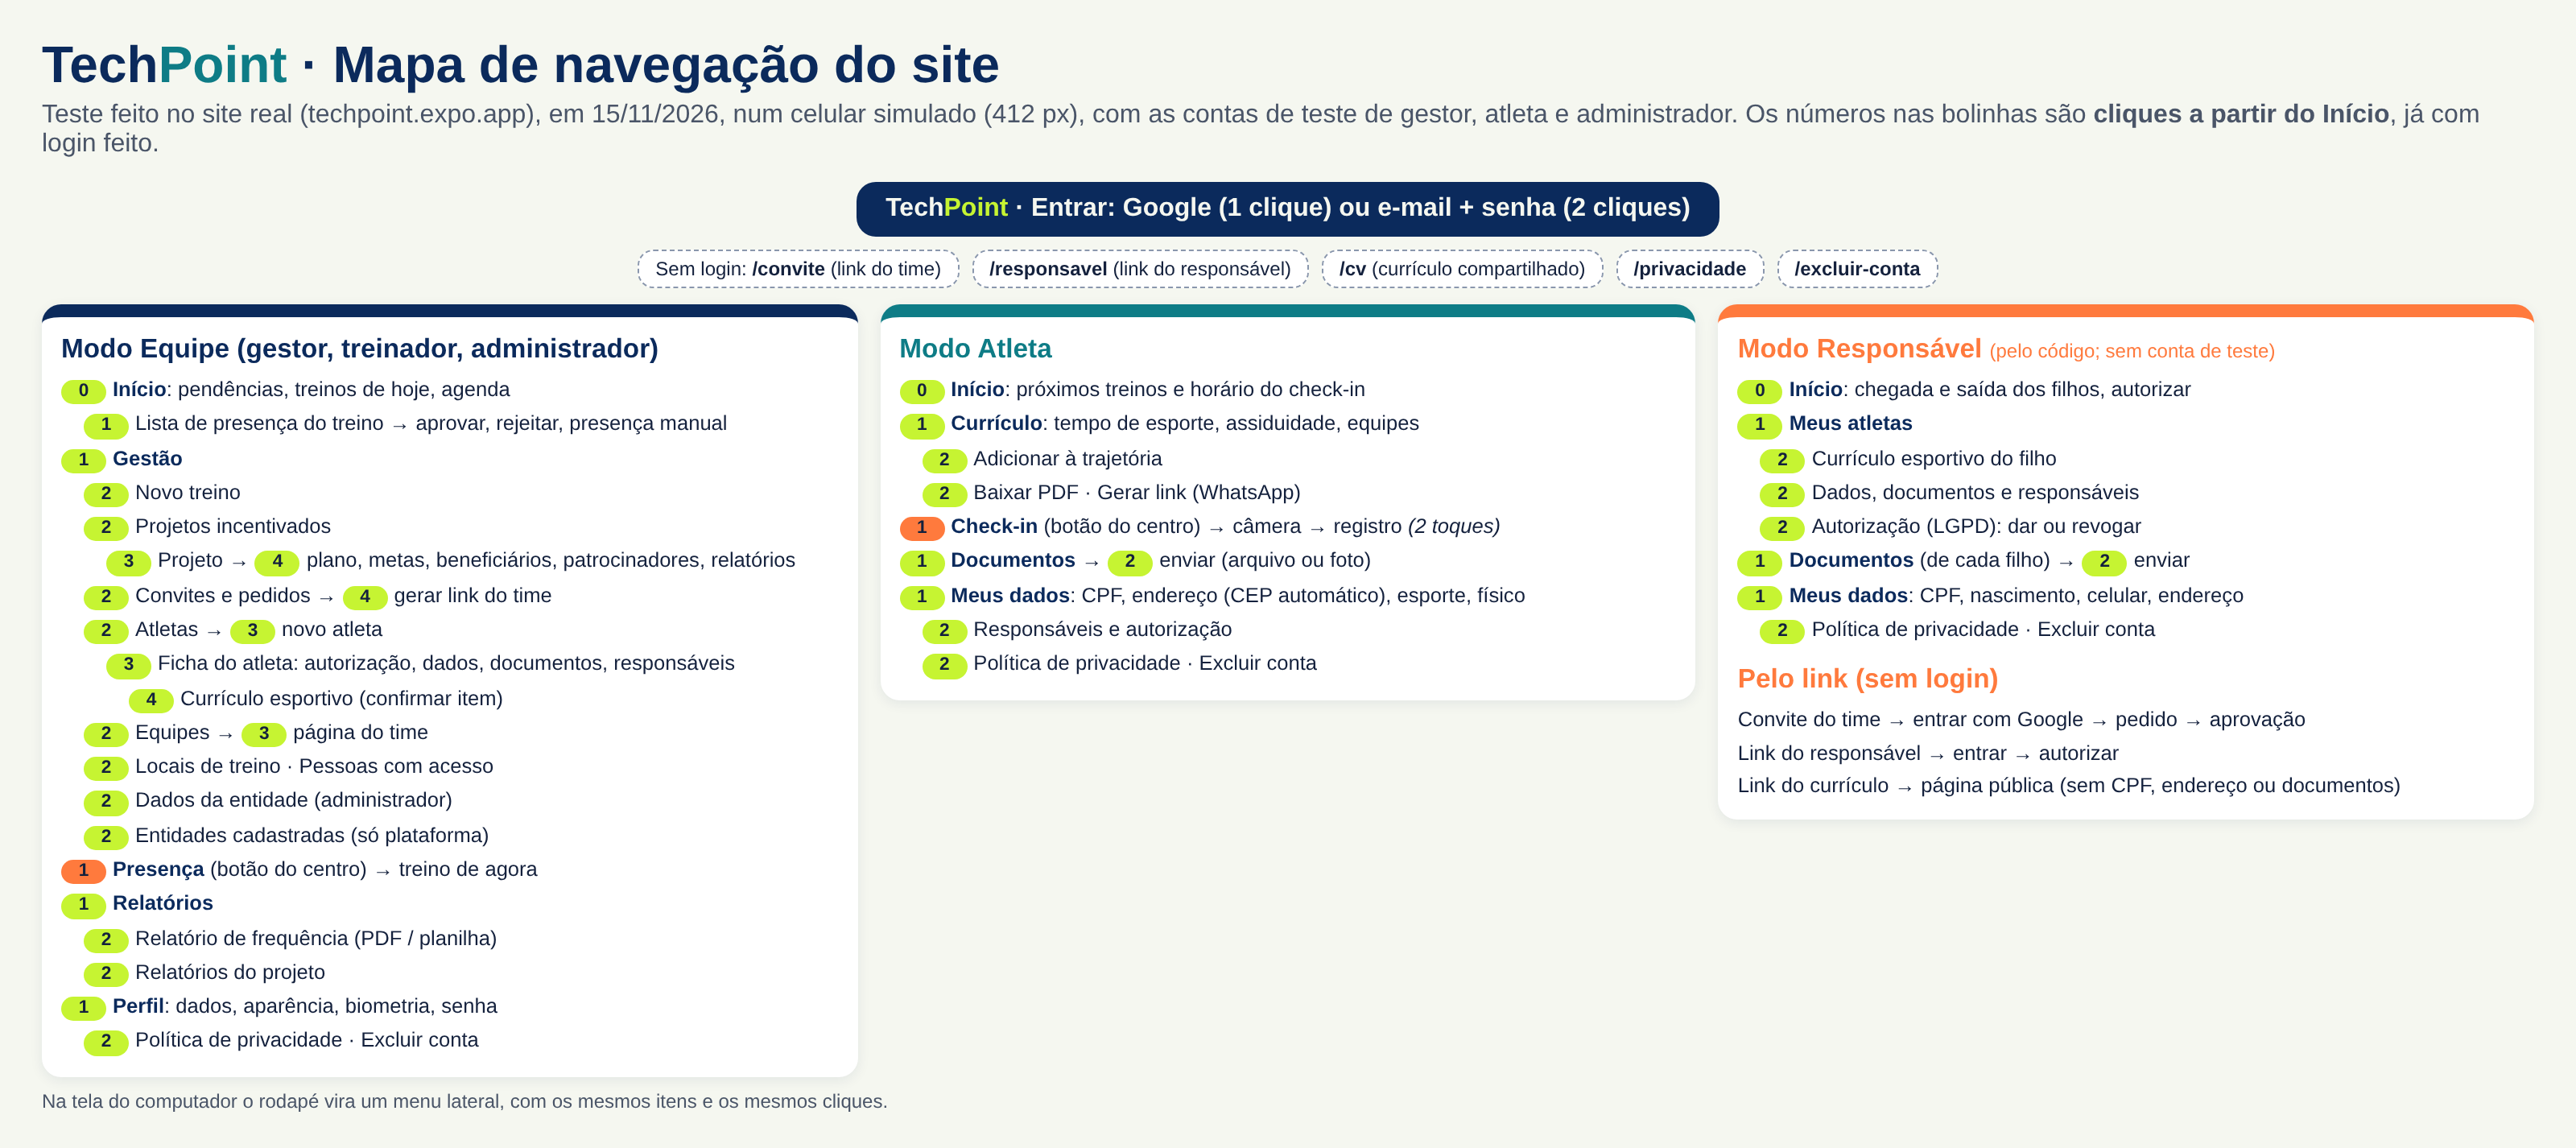 TechPoint · Mapa de navegação do site
Teste feito no site real (techpoint.expo.app), em 15/11/2026, num celular simulado (412 px), com as contas de teste de gestor, atleta e administrador. Os números nas bolinhas são cliques a partir do Início, já com
login feito.
TechPoint · Entrar: Google (1 clique) ou e-mail + senha (2 cliques)
Sem login: /convite (link do time)
/responsavel (link do responsável)
/cv (currículo compartilhado)
/privacidade
/excluir-conta
Modo Equipe (gestor, treinador, administrador)
0 Início: pendências, treinos de hoje, agenda
1 Lista de presença do treino → aprovar, rejeitar, presença manual
1 Gestão
2 Novo treino
2 Projetos incentivados
3 Projeto → 4 plano, metas, beneficiários, patrocinadores, relatórios
2 Convites e pedidos → 4 gerar link do time
2 Atletas → 3 novo atleta
3 Ficha do atleta: autorização, dados, documentos, responsáveis
4 Currículo esportivo (confirmar item)
2 Equipes → 3 página do time
2 Locais de treino · Pessoas com acesso
2 Dados da entidade (administrador)
2 Entidades cadastradas (só plataforma)
1 Presença (botão do centro) → treino de agora
1 Relatórios
2 Relatório de frequência (PDF / planilha)
2 Relatórios do projeto
1 Perfil: dados, aparência, biometria, senha
2 Política de privacidade · Excluir conta
Modo Atleta
0 Início: próximos treinos e horário do check-in
1 Currículo: tempo de esporte, assiduidade, equipes
2 Adicionar à trajetória
2 Baixar PDF · Gerar link (WhatsApp)
1 Check-in (botão do centro) → câmera → registro (2 toques)
1 Documentos → 2 enviar (arquivo ou foto)
1 Meus dados: CPF, endereço (CEP automático), esporte, físico
2 Responsáveis e autorização
2 Política de privacidade · Excluir conta
Modo Responsável (pelo código; sem conta de teste)
0 Início: chegada e saída dos filhos, autorizar
1 Meus atletas
2 Currículo esportivo do filho
2 Dados, documentos e responsáveis
2 Autorização (LGPD): dar ou revogar
1 Documentos (de cada filho) → 2 enviar
1 Meus dados: CPF, nascimento, celular, endereço
2 Política de privacidade · Excluir conta
Pelo link (sem login)
Convite do time → entrar com Google → pedido → aprovação
Link do responsável → entrar → autorizar
Link do currículo → página pública (sem CPF, endereço ou documentos)
Na tela do computador o rodapé vira um menu lateral, com os mesmos itens e os mesmos cliques.